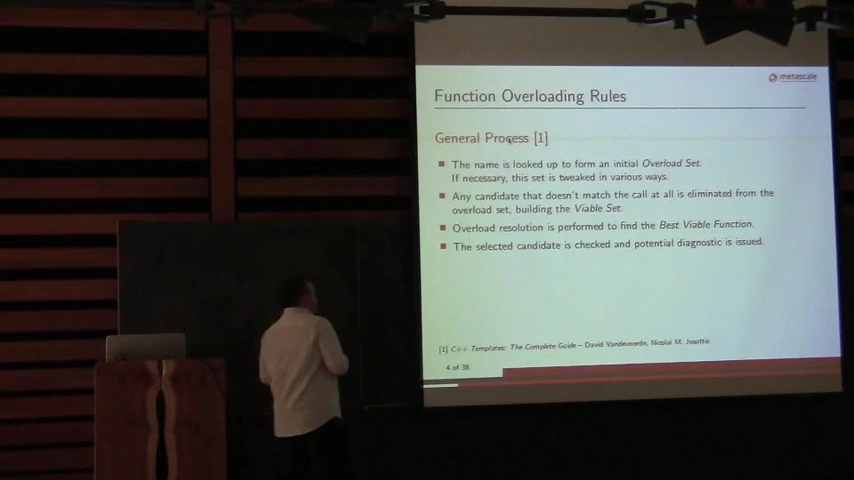 metascale
Function Overloading Rules
General Process [1]
The name is looked up to form an initial Overload Set.
If necessary, this set is tweaked in various ways.
Any candidate that doesn't match the call at all is eliminated from the
overload set, building the Viable Set.
Overload resolution is performed to find the Best Viable Function.
The selected candidate is checked and potential diagnostic is issued.
[1] C++ Templates: The Complete Guide – David Vandevoorde, Nicolai M. Josuttis
4 of 38